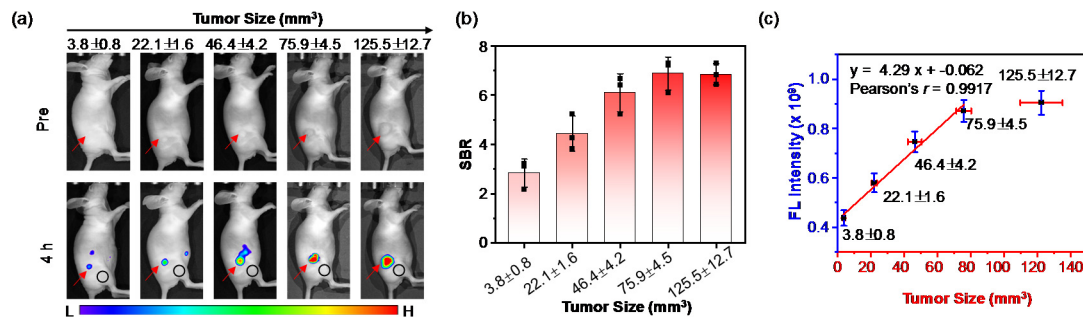 (a)
Tumor Size (mm³)
3.8±0.8 22.1±1.6 46.4±4.2 75.9±4.5 125.5±12.7
Pre
4 h
L H
(b)
SBR
8
6
4
2
0
3.8±0.8 22.1±1.6 46.4±4.2 75.9±4.5 125.5±12.7
Tumor Size (mm³)
(c)
FL Intensity (x 10⁹)
1.0
0.8
0.6
0.4
y = 4.29 x + -0.062
Pearson's r = 0.9917
125.5±12.7
75.9±4.5
46.4±4.2
22.1±1.6
3.8±0.8
0 20 40 60 80 100 120 140
Tumor Size (mm³)